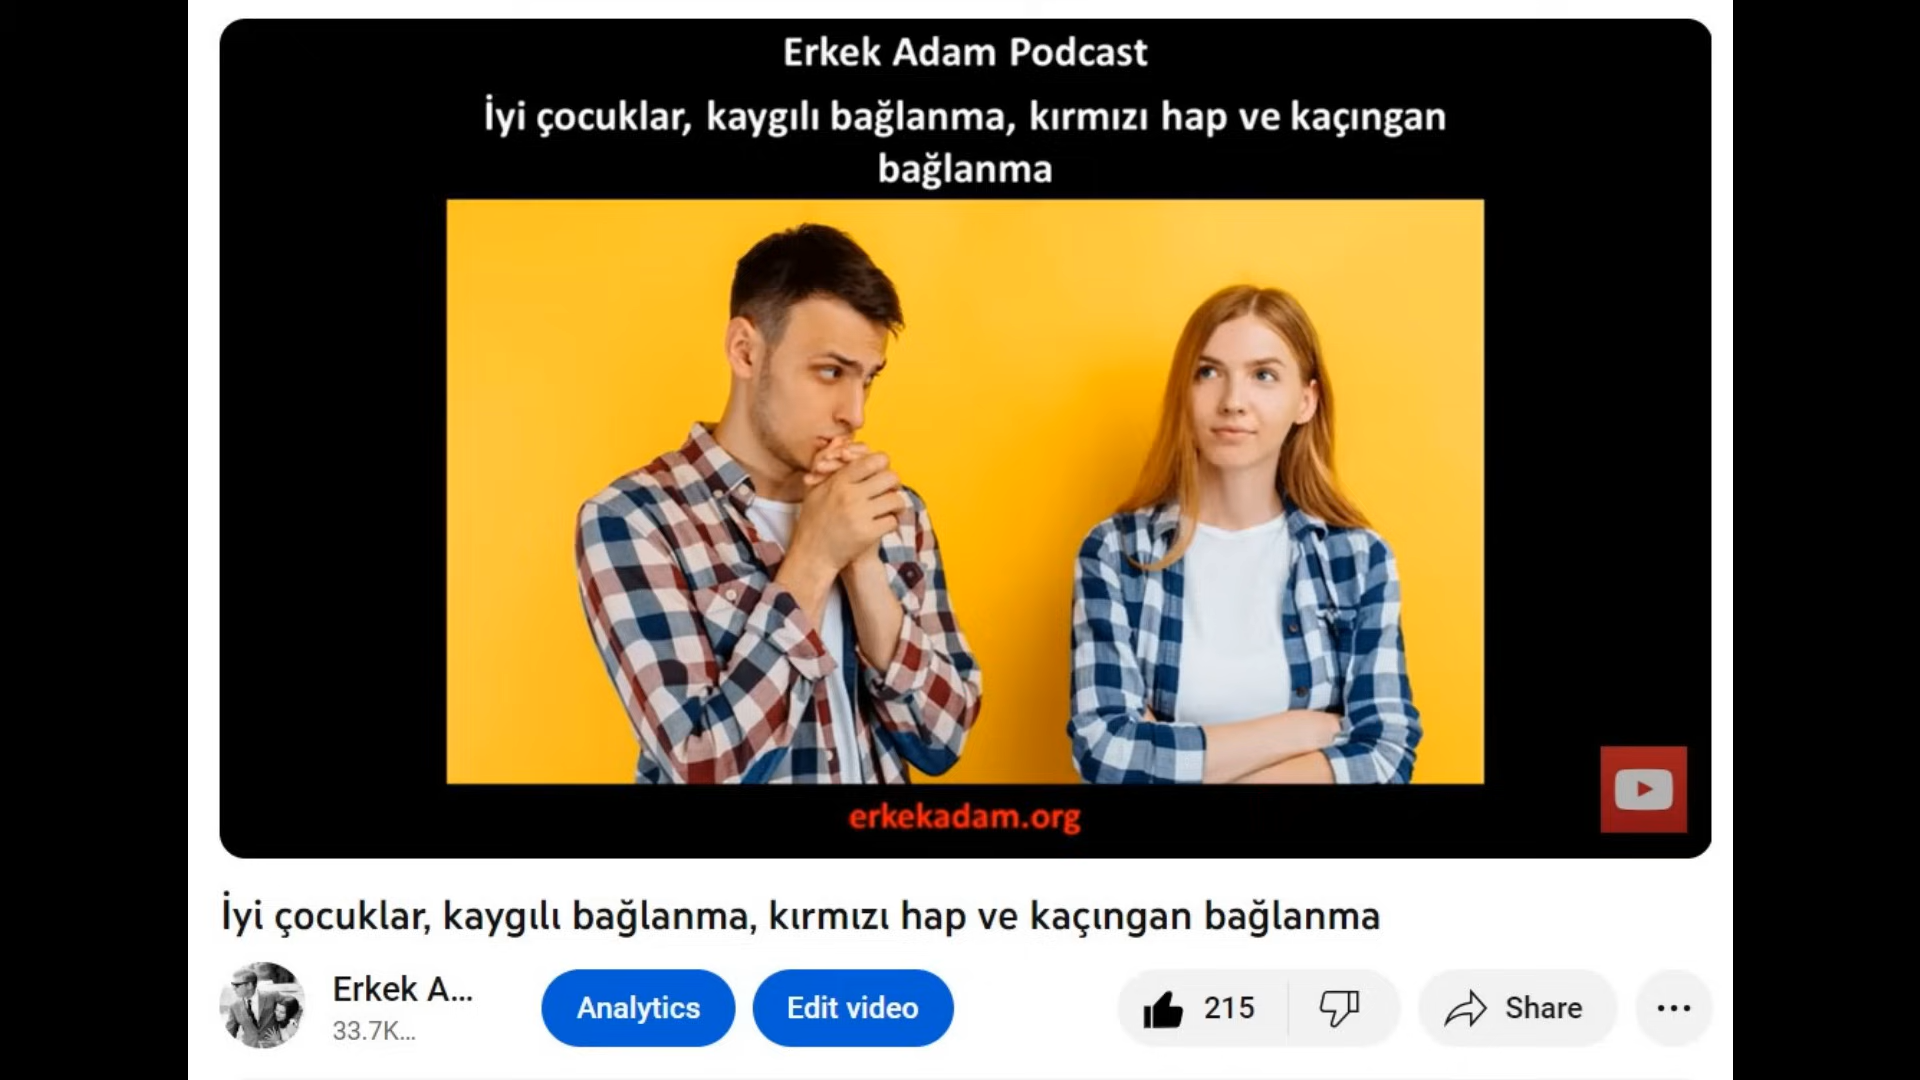 Erkek Adam Podcast
İyi çocuklar, kaygılı bağlanma, kırmızı hap ve kaçıngan
bağlanma
erkekadam.org
İyi çocuklar, kaygılı bağlanma, kırmızı hap ve kaçıngan bağlanma
Erkek A...
33.7K...
Analytics
Edit video
215
Share